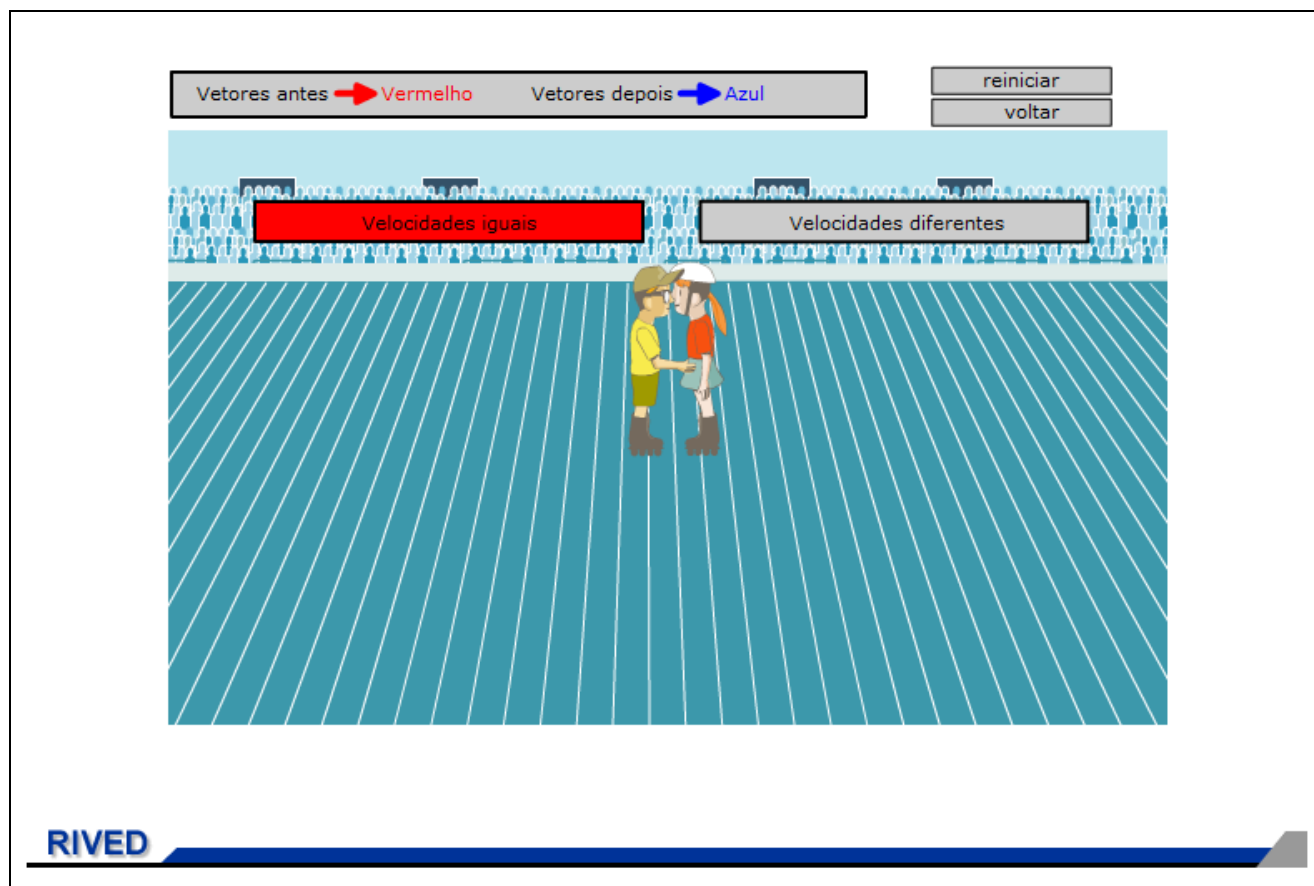 Vetores antes Vermelho Vetores depois Azul
reiniciar
voltar
Velocidades iguais Velocidades diferentes
RIVED